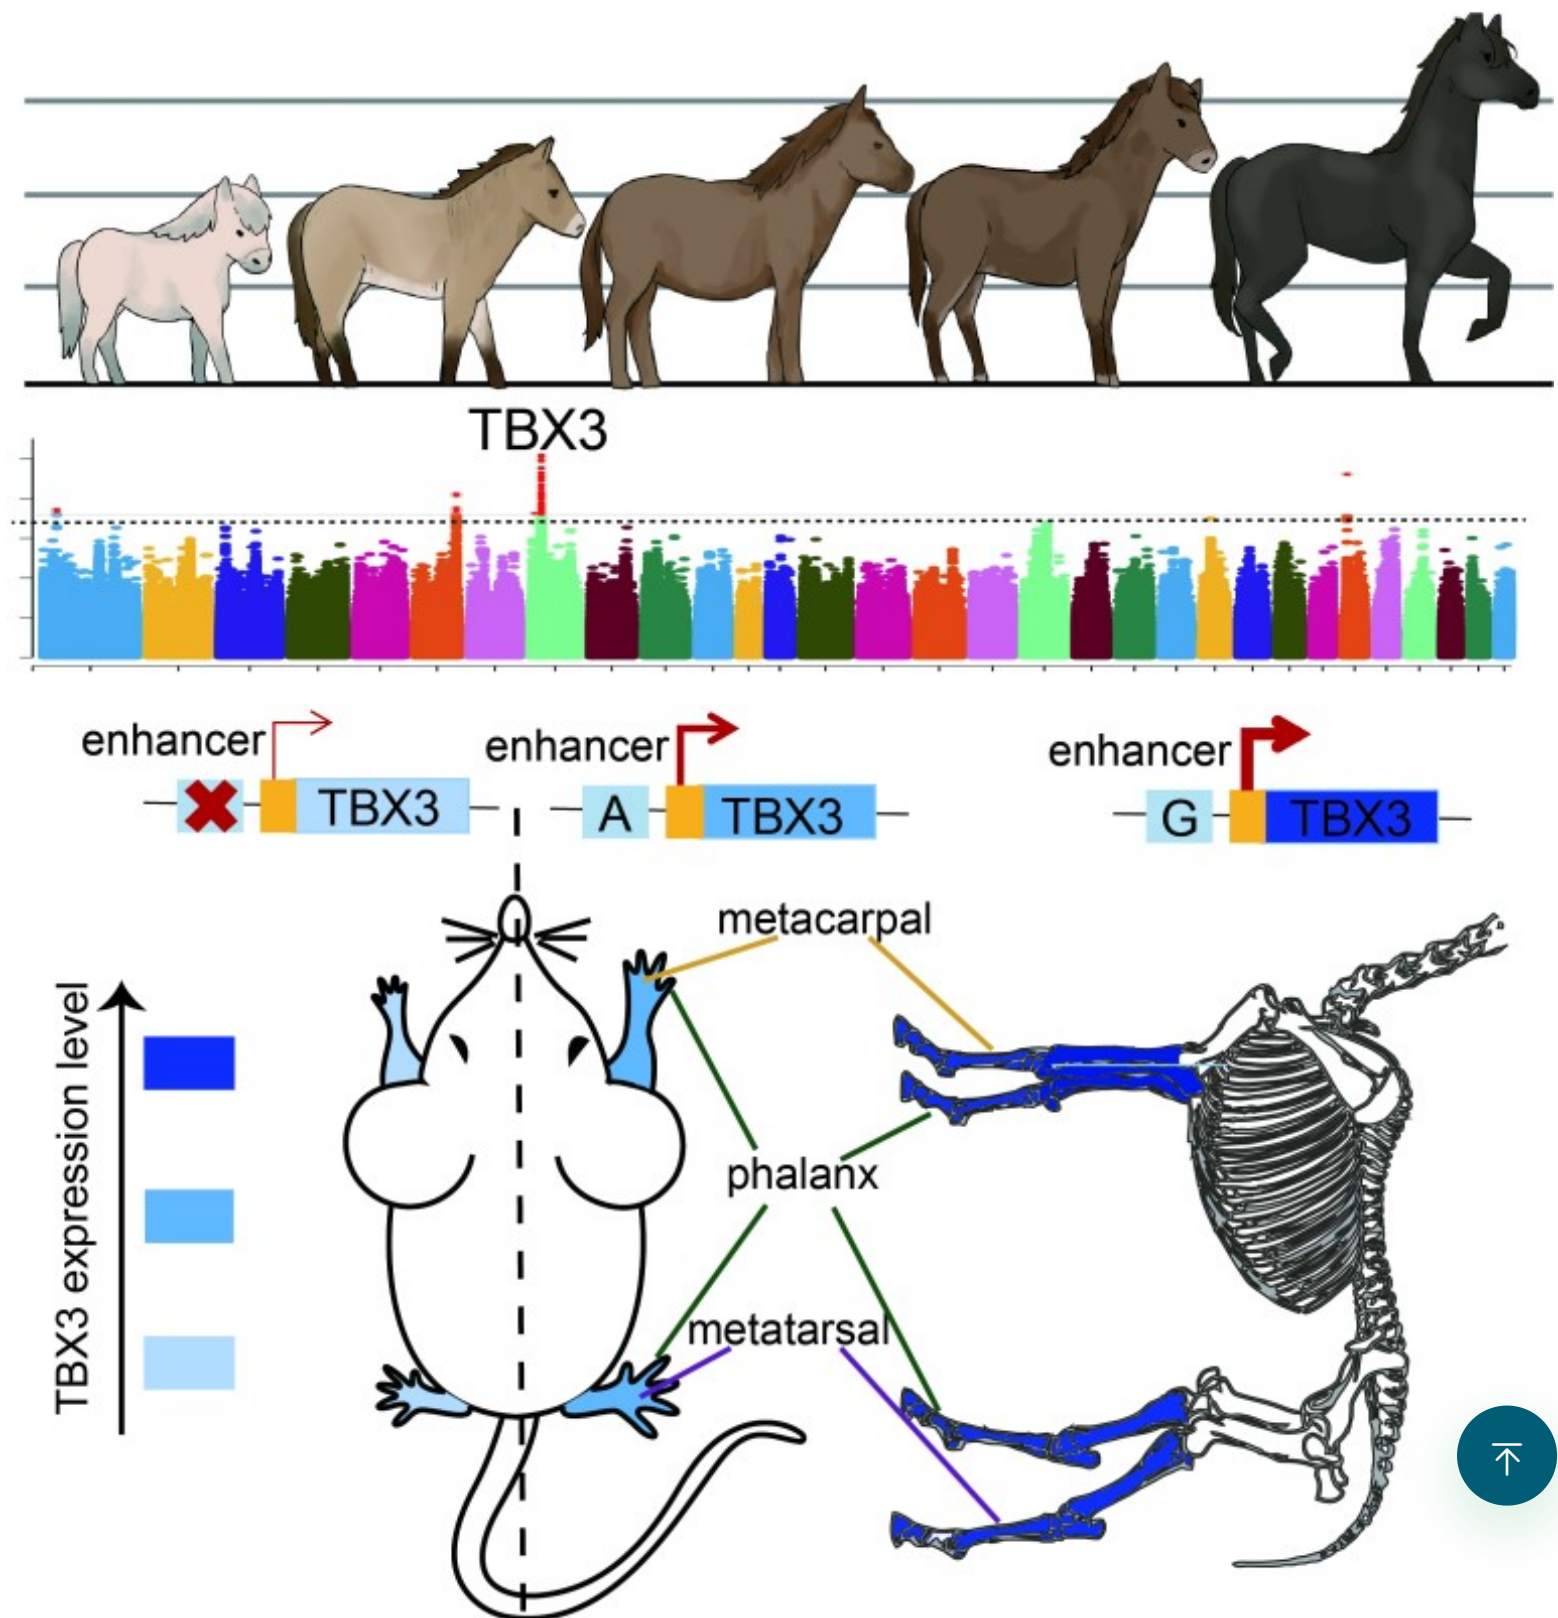 TBX3
enhancer
enhancer
enhancer
TBX3
A
TBX3
G
TBX3
metacarpal
TBX3 expression level
phalanx
metatarsal